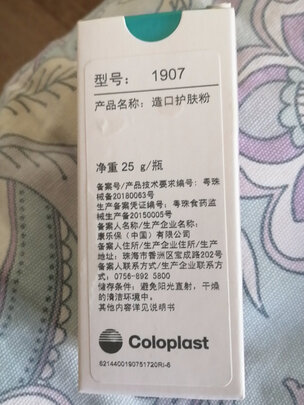 型号: 1907
产品名称: 造口护肤粉
净重 25 g/瓶
备案号/产品技术要求编号: 粤珠
械备20180063号
生产备案凭证编号: 粤珠食药监
械生产备20150005号
备案人名称/生产企业名称:
康乐保（中国）有限公司
备案人住所/生产企业住所/生产
地址: 珠海市香洲区宝成路202号
备案人联系方式/生产企业联系方式:
0756-892 5800
储存条件: 避免阳光直射, 干燥
的清洁环境中。
其他内容详见说明书
Coloplast
6214400190751720RI-6